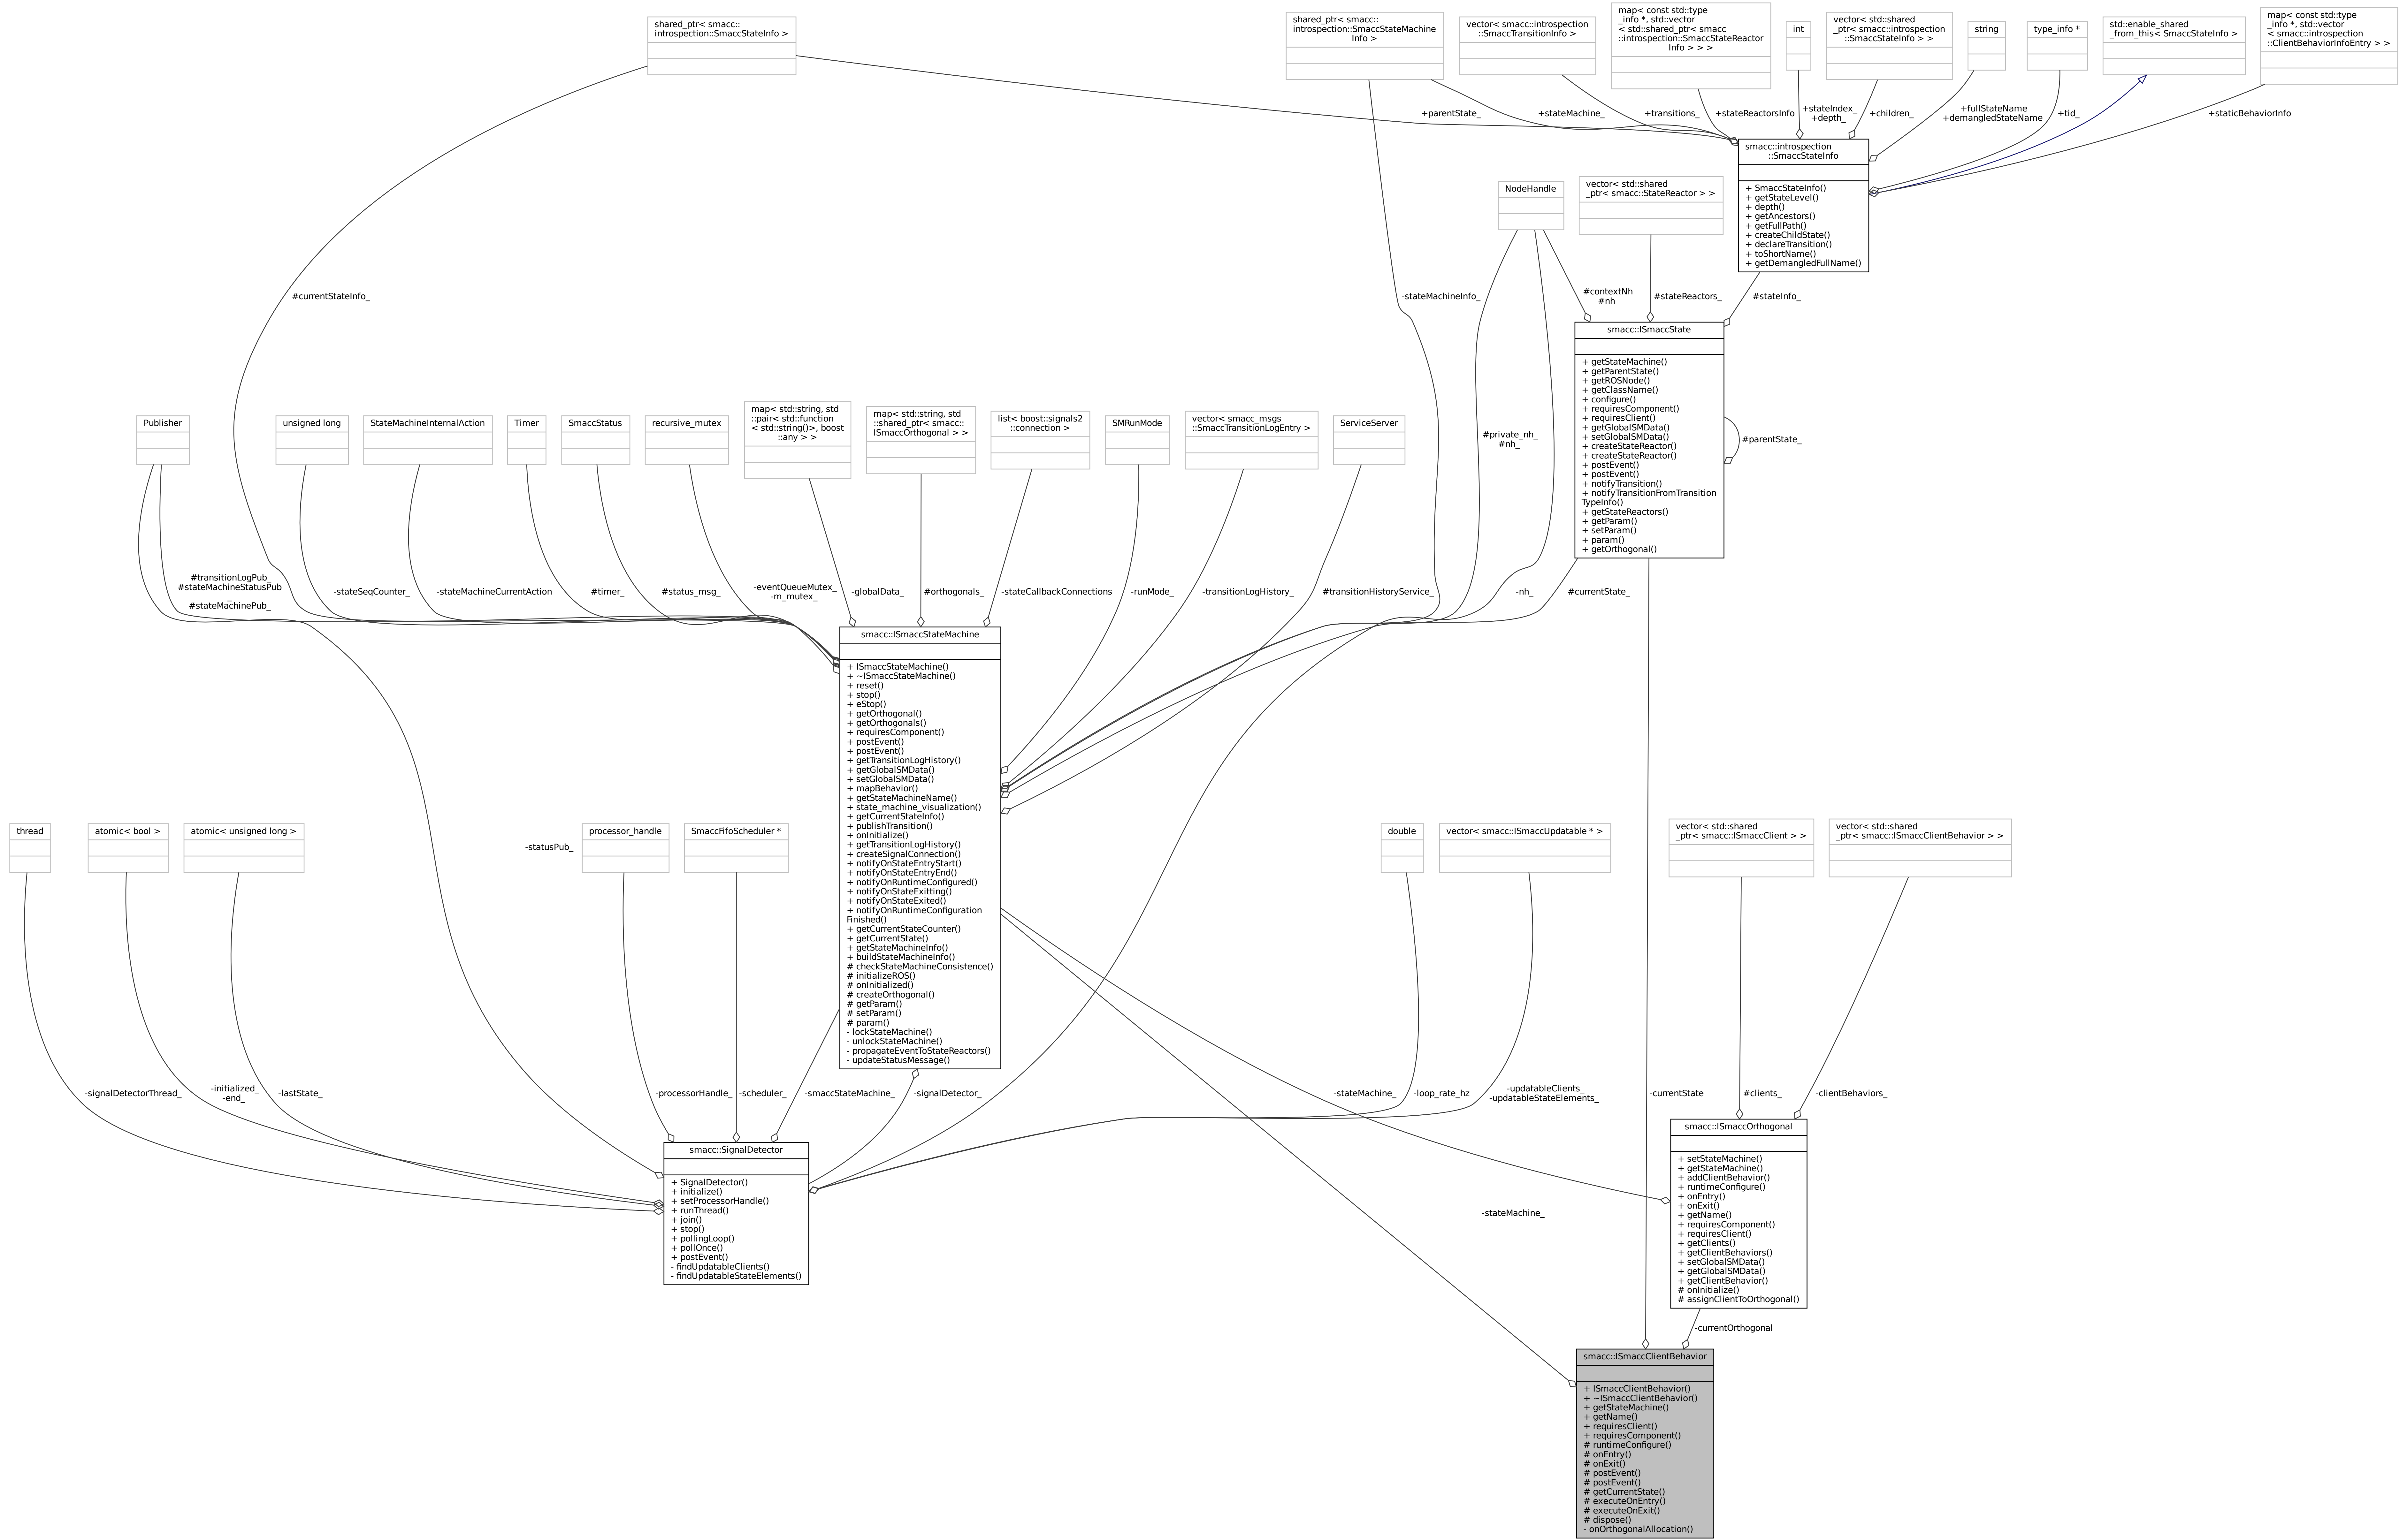 shared_ptr< smacc::
introspection::SmaccStateInfo >
shared_ptr< smacc::
introspection::SmaccStateMachine
Info >
vector< smacc::introspection
::SmaccTransitionInfo >
map< const std::type
_info *, std::vector
< std::shared_ptr< smacc
::introspection::SmaccStateReactor
Info > > >
int
vector< std::shared
_ptr< smacc::introspection
::SmaccStateInfo > >
string
type_info *
std::enable_shared
_from_this< SmaccStateInfo >
map< const std::type
_info *, std::vector
< smacc::introspection
::ClientBehaviorInfoEntry > >
+parentState_
+stateMachine_
+transitions_
+stateReactorsInfo
+stateIndex_
+depth_
+children_
+fullStateName
+demangledStateName
+tid_
+staticBehaviorInfo
smacc::introspection
::SmaccStateInfo
+ SmaccStateInfo()
+ getStateLevel()
+ depth()
+ getAncestors()
+ getFullPath()
+ createChildState()
+ declareTransition()
+ toShortName()
+ getDemangledFullName()
NodeHandle
vector< std::shared
_ptr< smacc::StateReactor > >
#currentStateInfo_
-stateMachineInfo_
#contextNh
#nh
#stateReactors_
#stateInfo_
smacc::ISmaccState
+ getStateMachine()
+ getParentState()
+ getROSNode()
+ getClassName()
+ configure()
+ requiresComponent()
+ requiresClient()
+ getGlobalSMData()
+ setGlobalSMData()
+ createStateReactor()
+ createStateReactor()
+ postEvent()
+ postEvent()
+ notifyTransition()
+ notifyTransitionFromTransition
TypeInfo()
+ getStateReactors()
+ getParam()
+ setParam()
+ param()
+ getOrthogonal()
#parentState_
Publisher
unsigned long
StateMachineInternalAction
Timer
SmaccStatus
recursive_mutex
map< std::string, std
::pair< std::function
< std::string()>, boost
::any > >
map< std::string, std
::shared_ptr< smacc::
ISmaccOrthogonal > >
list< boost::signals2
::connection >
SMRunMode
vector< smacc_msgs
::SmaccTransitionLogEntry >
ServiceServer
#private_nh_
#nh_
#transitionLogPub_
#stateMachineStatusPub
_
#stateMachinePub_
-stateSeqCounter_
-stateMachineCurrentAction
#timer_
#status_msg_
-eventQueueMutex_
-m_mutex_
-globalData_
#orthogonals_
-stateCallbackConnections
-runMode_
-transitionLogHistory_
#transitionHistoryService_
-nh_
#currentState_
smacc::ISmaccStateMachine
+ ISmaccStateMachine()
+ ~ISmaccStateMachine()
+ reset()
+ stop()
+ eStop()
+ getOrthogonal()
+ getOrthogonals()
+ requiresComponent()
+ postEvent()
+ postEvent()
+ getTransitionLogHistory()
+ getGlobalSMData()
+ setGlobalSMData()
+ mapBehavior()
+ getStateMachineName()
+ state_machine_visualization()
+ getCurrentStateInfo()
+ publishTransition()
+ onInitialize()
+ getTransitionLogHistory()
+ createSignalConnection()
+ notifyOnStateEntryStart()
+ notifyOnStateEntryEnd()
+ notifyOnRuntimeConfigured()
+ notifyOnStateExitting()
+ notifyOnStateExited()
+ notifyOnRuntimeConfiguration
Finished()
+ getCurrentStateCounter()
+ getCurrentState()
+ getStateMachineInfo()
+ buildStateMachineInfo()
# checkStateMachineConsistence()
# initializeROS()
# onInitialized()
# createOrthogonal()
# getParam()
# setParam()
# param()
- lockStateMachine()
- unlockStateMachine()
- propagateEventToStateReactors()
- updateStatusMessage()
thread
atomic< bool >
atomic< unsigned long >
-statusPub_
processor_handle
SmaccFifoScheduler *
double
vector< smacc::ISmaccUpdatable * >
vector< std::shared
_ptr< smacc::ISmaccClient > >
vector< std::shared
_ptr< smacc::ISmaccClientBehavior > >
-signalDetectorThread_
-initialized_
-end_
-lastState_
-processorHandle_
-scheduler_
-smaccStateMachine_
-signalDetector_
-stateMachine_
-loop_rate_hz
-updatableClients_
-updatableStateElements_
-currentState
#clients_
-clientBehaviors_
smacc::SignalDetector
+ SignalDetector()
+ initialize()
+ setProcessorHandle()
+ runThread()
+ join()
+ stop()
+ pollingLoop()
+ pollOnce()
+ postEvent()
- findUpdatableClients()
- findUpdatableStateElements()
-stateMachine_
smacc::ISmaccOrthogonal
+ setStateMachine()
+ getStateMachine()
+ addClientBehavior()
+ runtimeConfigure()
+ onEntry()
+ onExit()
+ getName()
+ requiresComponent()
+ requiresClient()
+ getClients()
+ getClientBehaviors()
+ setGlobalSMData()
+ getGlobalSMData()
+ getClientBehavior()
# onInitialize()
# assignClientToOrthogonal()
-currentOrthogonal
smacc::ISmaccClientBehavior
+ ISmaccClientBehavior()
+ ~ISmaccClientBehavior()
+ getStateMachine()
+ getName()
+ requiresClient()
+ requiresComponent()
# runtimeConfigure()
# onEntry()
# onExit()
# postEvent()
# postEvent()
# getCurrentState()
# executeOnEntry()
# executeOnExit()
# dispose()
- onOrthogonalAllocation()